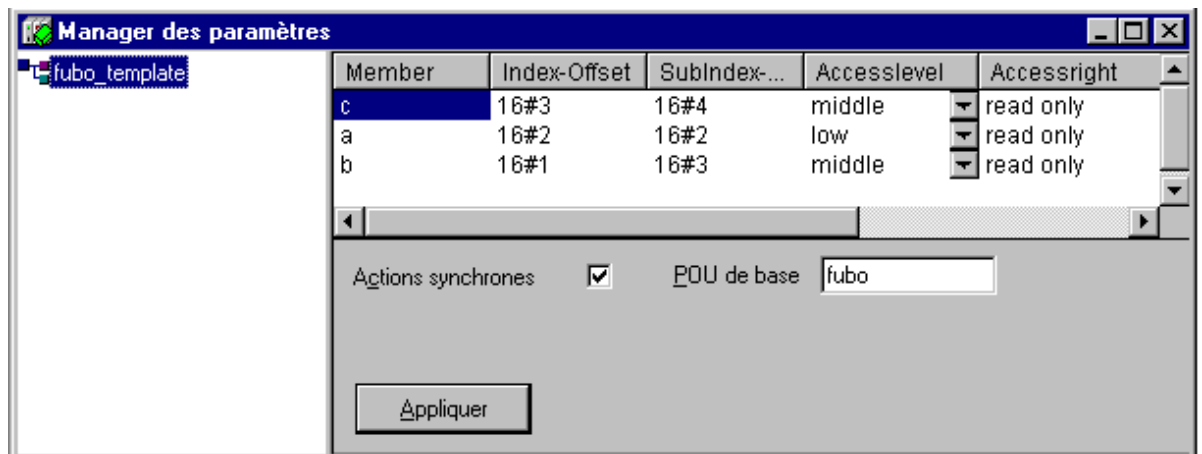 Manager des paramètres
fubo_template
Member Index-Offset SubIndex-... Accesslevel Accessright
c 16#3 16#4 middle read only
a 16#2 16#2 low read only
b 16#1 16#3 middle read only
Actions synchrones POU de base fubo
Appliquer